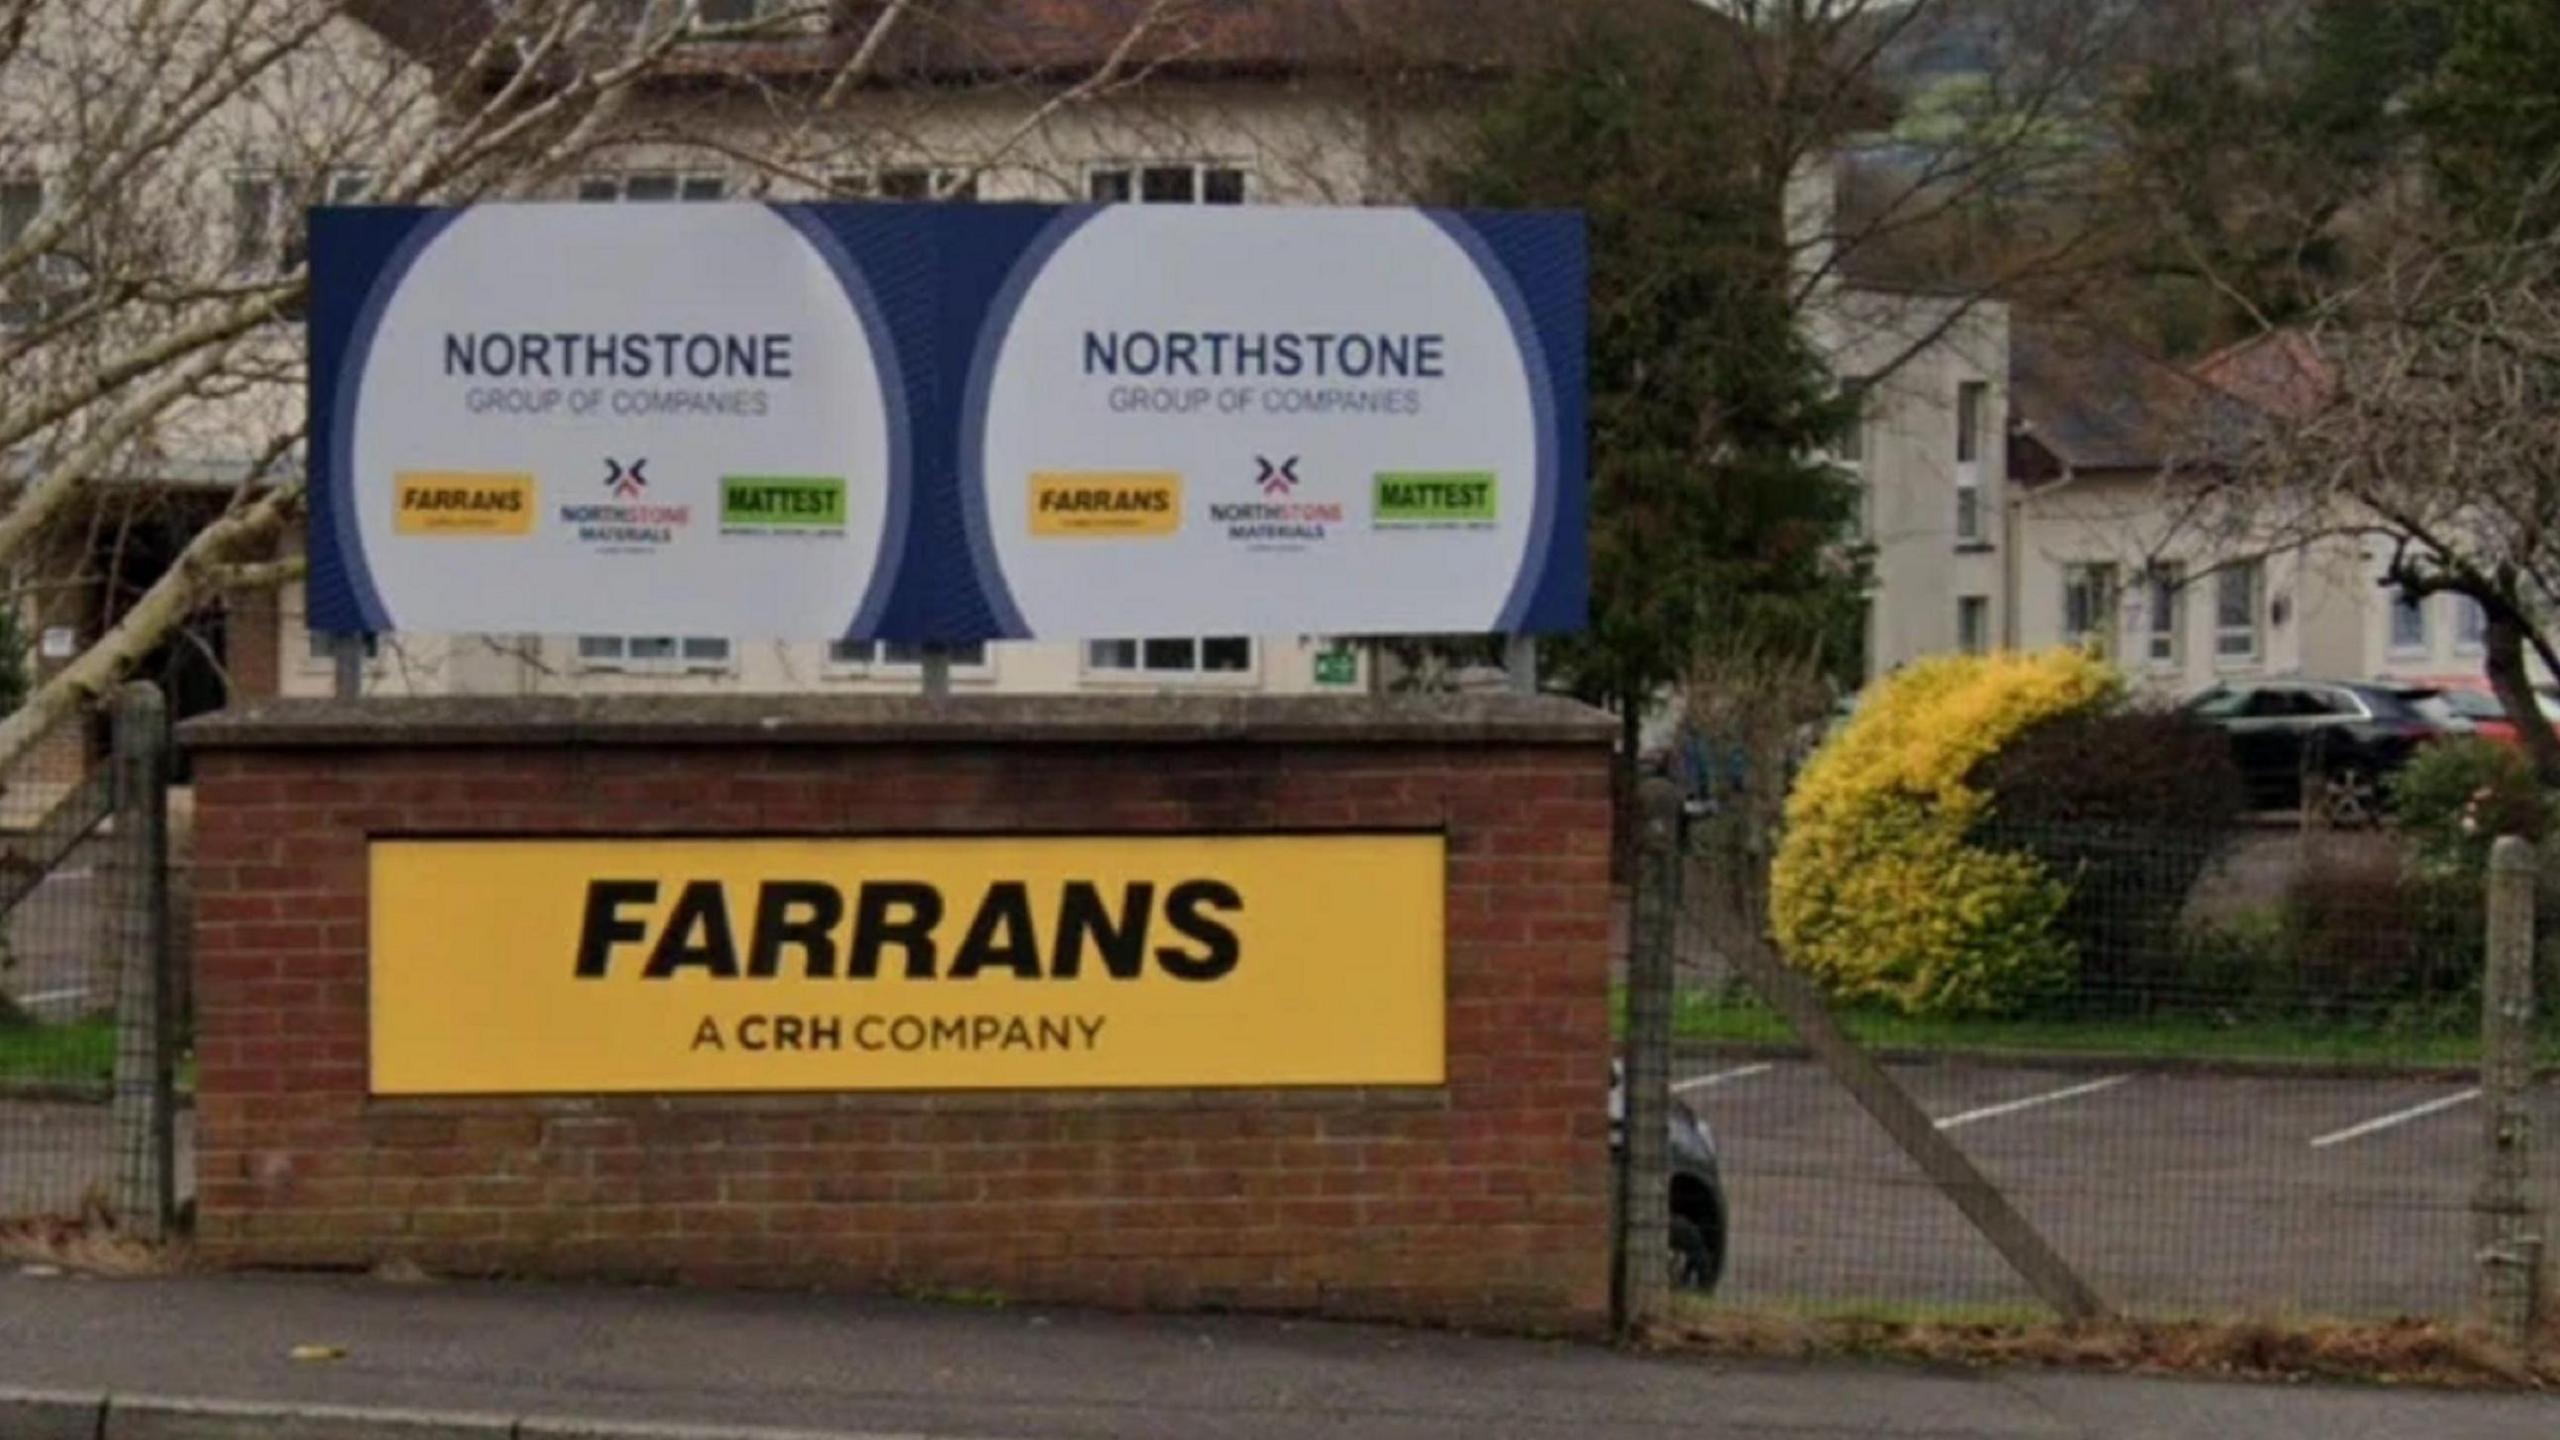 NORTHSTONE
GROUP OF COMPANIES
FARRANS
NORTHSTONE
MATERIALS
MATTEST
NORTHSTONE
GROUP OF COMPANIES
FARRANS
NORTHSTONE
MATERIALS
MATTEST
FARRANS
A CRH COMPANY